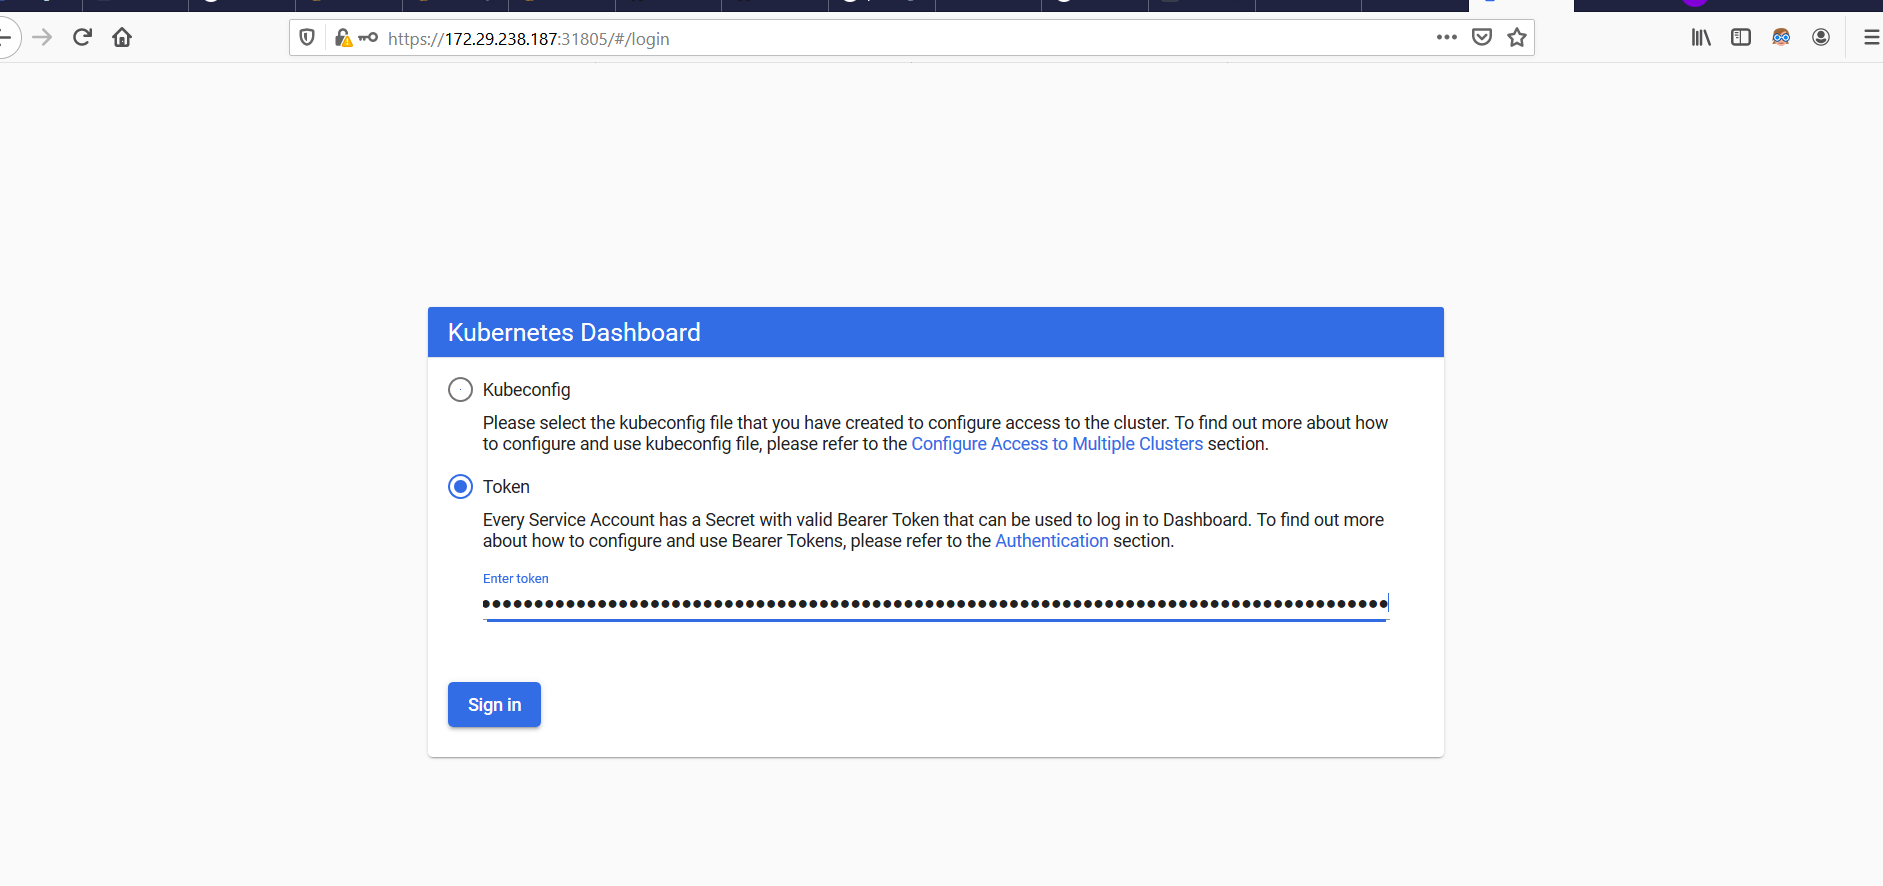 https://172.29.238.187:31805/#/login
Kubernetes Dashboard
Kubeconfig
Please select the kubeconfig file that you have created to configure access to the cluster. To find out more about how
to configure and use kubeconfig file, please refer to the Configure Access to Multiple Clusters section.
Token
Every Service Account has a Secret with valid Bearer Token that can be used to log in to Dashboard. To find out more
about how to configure and use Bearer Tokens, please refer to the Authentication section.
Enter token
Sign in